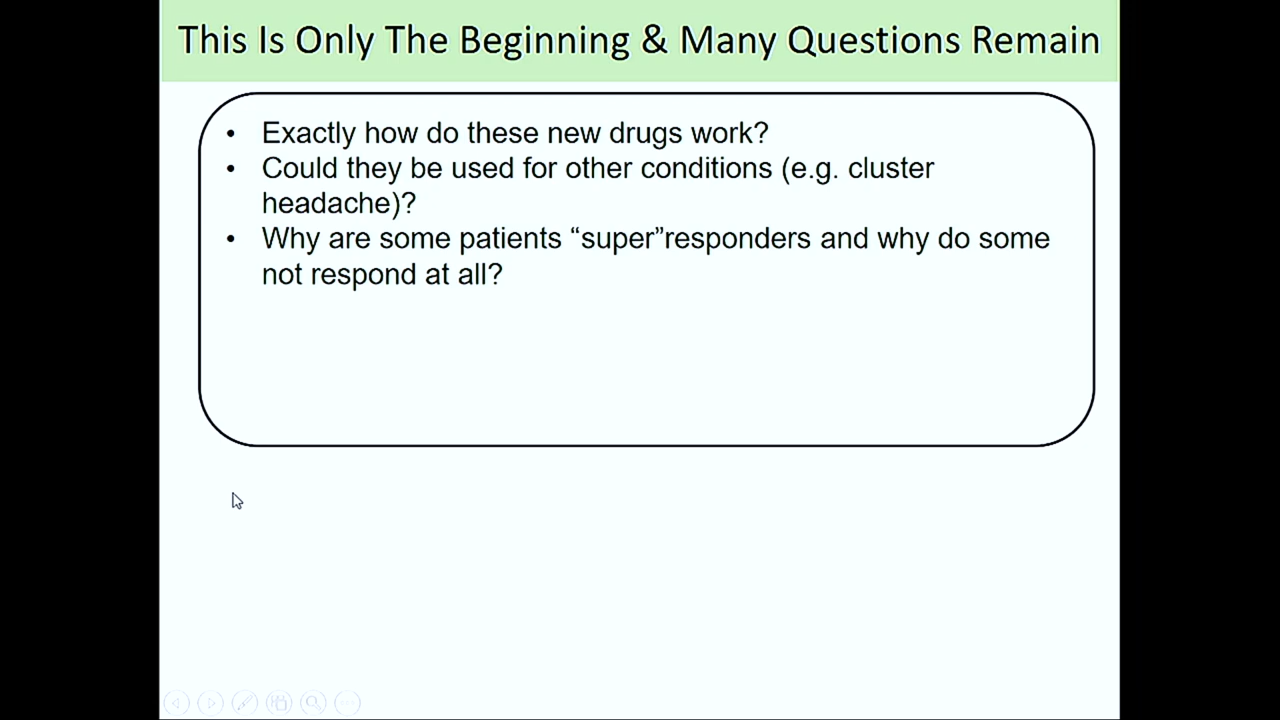 This Is Only The Beginning & Many Questions Remain
• Exactly how do these new drugs work?
• Could they be used for other conditions (e.g. cluster
headache)?
• Why are some patients “super”responders and why do some
not respond at all?